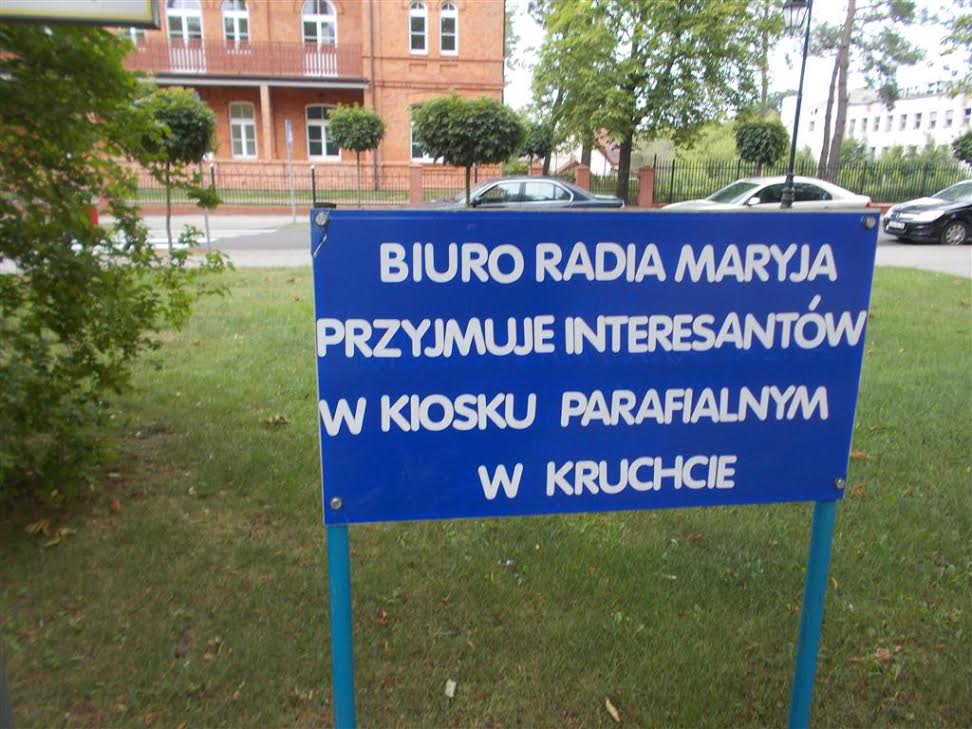 BIURO RADIA MARYJA
PRZYJMUJE INTERESANTÓW
W KIOSKU PARAFIALNYM
W KRUCHCIE